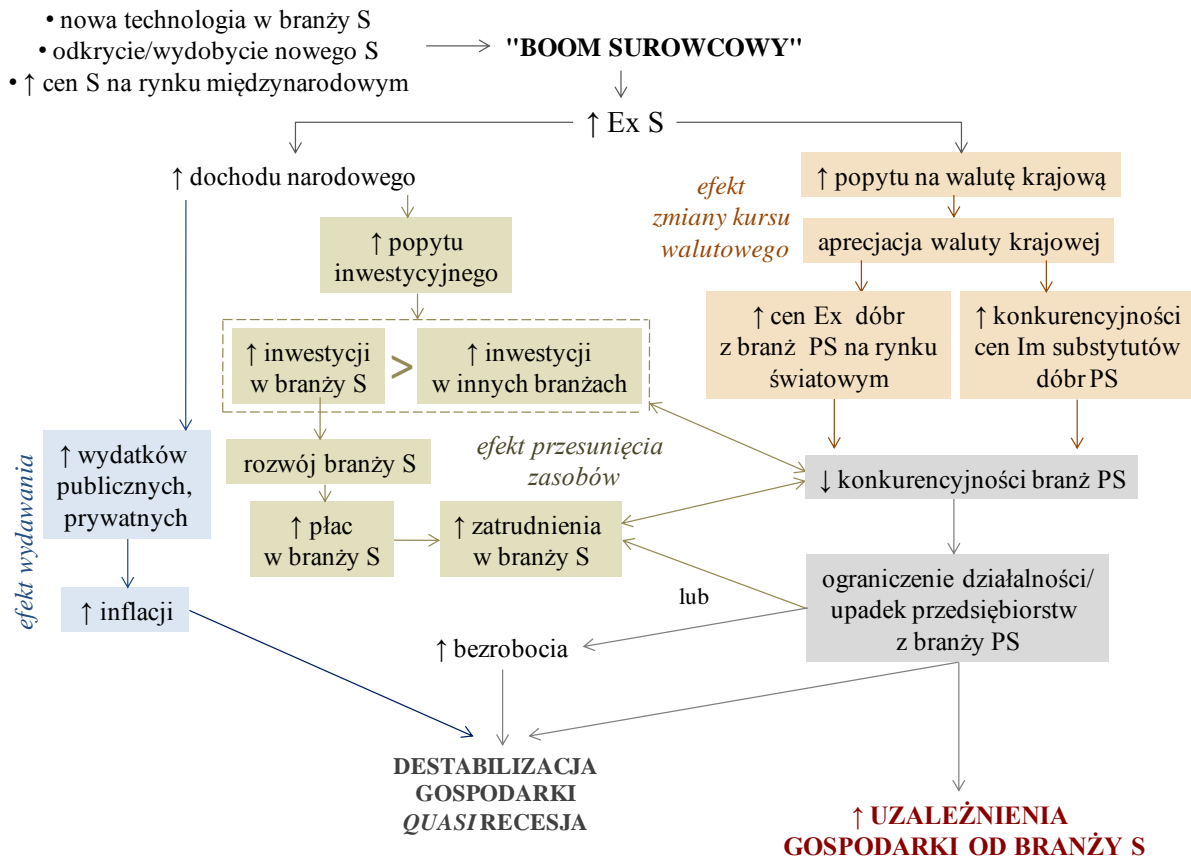 • nowa technologia w branży S
• odkrycie/wydobycie nowego S
• ↑ cen S na rynku międzynarodowym
"BOOM SUROWCOWY"
↑ Ex S
↑ dochodu narodowego
efekt
zmiany kursu
walutowego
↑ popytu na walutę krajową
aprecjacja waluty krajowej
↑ popytu
inwestycyjnego
↑ cen Ex dóbr
z branż PS na rynku
światowym
↑ konkurencyjności
cen Im substytutów
dóbr PS
↑ inwestycji
w branży S
>
↑ inwestycji
w innych branżach
efekt wydawania
↑ wydatków
publicznych,
prywatnych
rozwój branży S
efekt przesunięcia
zasobów
↓ konkurencyjności branż PS
↑ płac
w branży S
↑ zatrudnienia
w branży S
↑ inflacji
lub
ograniczenie działalności/
upadek przedsiębiorstw
z branży PS
↑ bezrobocia
DESTABILIZACJA
GOSPODARKI
QUASI RECESJA
↑ UZALEŻNIENIA
GOSPODARKI OD BRANŻY S